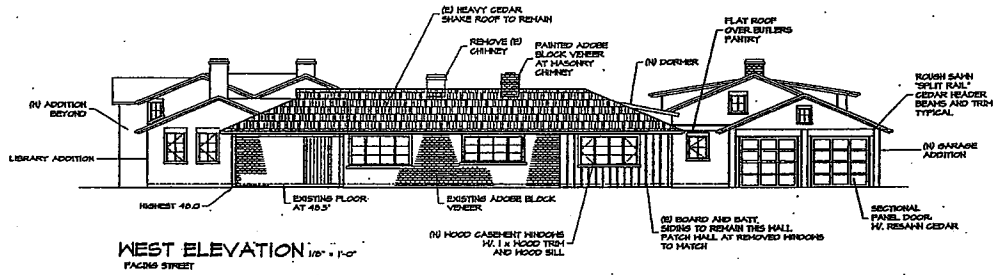 (E) HEAVY CEDAR
SHAKE ROOF TO REMAIN
REMOVE (E)
CHIMNEY
PAINTED ADOBE
BLOCK VENEER
AT MASONRY
CHIMNEY
FLAT ROOF
OVER BUTLERS
PANTRY
(N) DORMER
ROUGH SAWN
"SPLIT RAIL"
CEDAR HEADER
BEAMS AND TRIM
TYPICAL
(N) ADDITION
BEYOND
LIBRARY ADDITION
(N) GARAGE
ADDITION
HIGHEST 48.0
EXISTING FLOOR
AT 48.5'
EXISTING ADOBE BLOCK
VENEER
(N) WOOD CASEMENT WINDOWS
W/ 1 x WOOD TRIM
AND WOOD SILL
(E) BOARD AND BATT
SIDING TO REMAIN THIS WALL
PATCH WALL AT REMOVED WINDOWS
TO MATCH
SECTIONAL
PANEL DOOR
W/ RESAWN CEDAR
WEST ELEVATION 1/8" = 1'-0"
FACING STREET